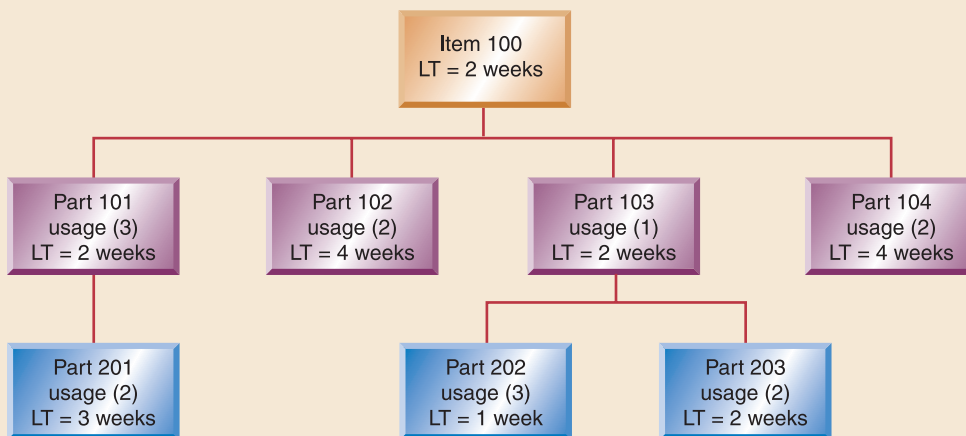 Item 100
LT = 2 weeks
Part 101
usage (3)
LT = 2 weeks
Part 102
usage (2)
LT = 4 weeks
Part 103
usage (1)
LT = 2 weeks
Part 104
usage (2)
LT = 4 weeks
Part 201
usage (2)
LT = 3 weeks
Part 202
usage (3)
LT = 1 week
Part 203
usage (2)
LT = 2 weeks